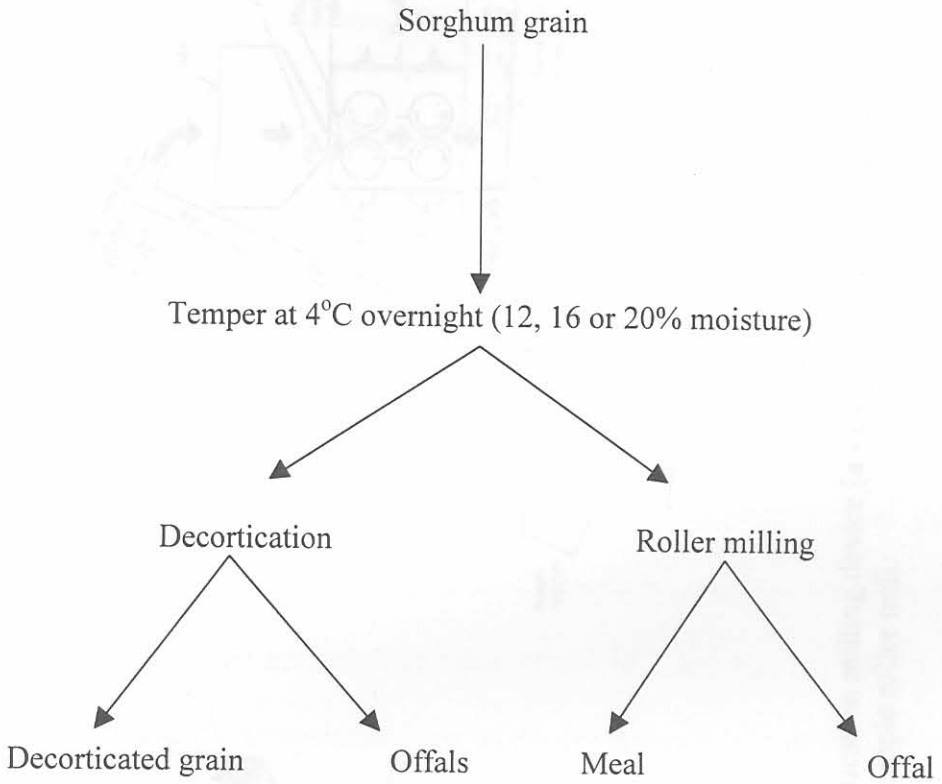 Sorghum grain
Temper at 4°C overnight (12, 16 or 20% moisture)
Decortication
Roller milling
Decorticated grain
Offals
Meal
Offal